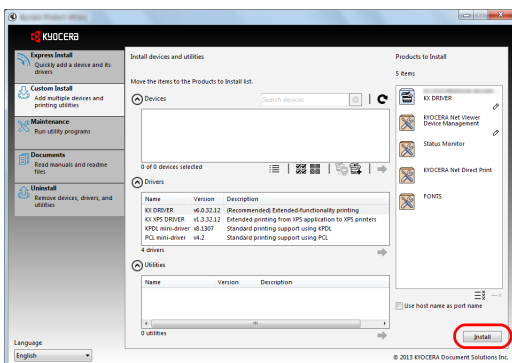 KYOCERA
Express Install
Quickly add a device and its
drivers
Custom Install
Add multiple devices and
printing utilities
Maintenance
Run utility programs
Documents
Read manuals and readme
files
Uninstall
Remove devices, drivers, and
utilities
Language
English
Install devices and utilities
Move the items to the Products to Install list.
Devices
Search devices
0 of 0 devices selected
Drivers
Name Version Description
KX DRIVER v6.0.32.12 (Recommended) Extended-functionality printing
KX XPS DRIVER v1.3.32.12 Extended printing from XPS application to XPS printers
KPDL mini-driver v8.1307 Standard printing support using KPDL
PCL mini-driver v4.2 Standard printing support using PCL
4 drivers
Utilities
Name Version Description
0 utilities
Products to Install
5 items
KX DRIVER
KYOCERA Net Viewer
Device Management
Status Monitor
KYOCERA Net Direct Print
FONTS
Use host name as port name
Install
© 2013 KYOCERA Document Solutions Inc.